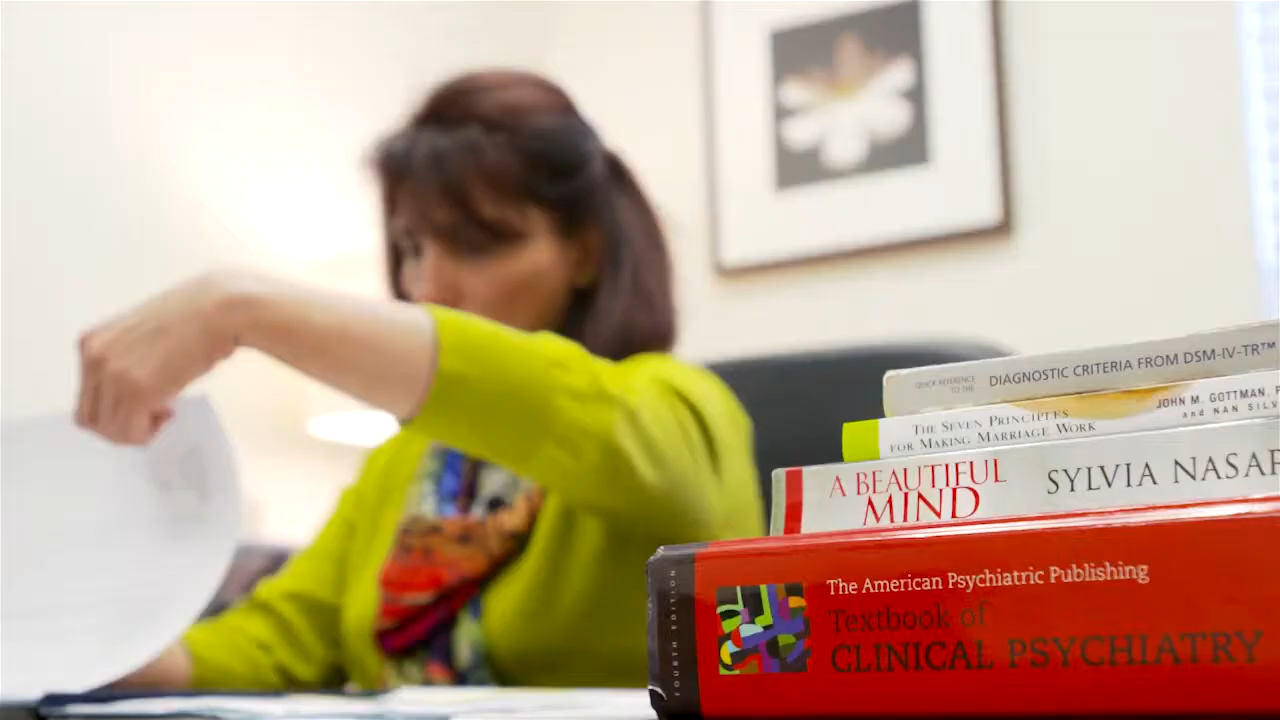 QUICK REFERENCE
TO THE
DIAGNOSTIC CRITERIA FROM DSM-IV-TR™
THE SEVEN PRINCIPLES
FOR MAKING MARRIAGE WORK
JOHN M. GOTTMAN, P
and NAN SILV
A BEAUTIFUL
MIND
SYLVIA NASAR
FOURTH EDITION
The American Psychiatric Publishing
Textbook of
CLINICAL PSYCHIATRY